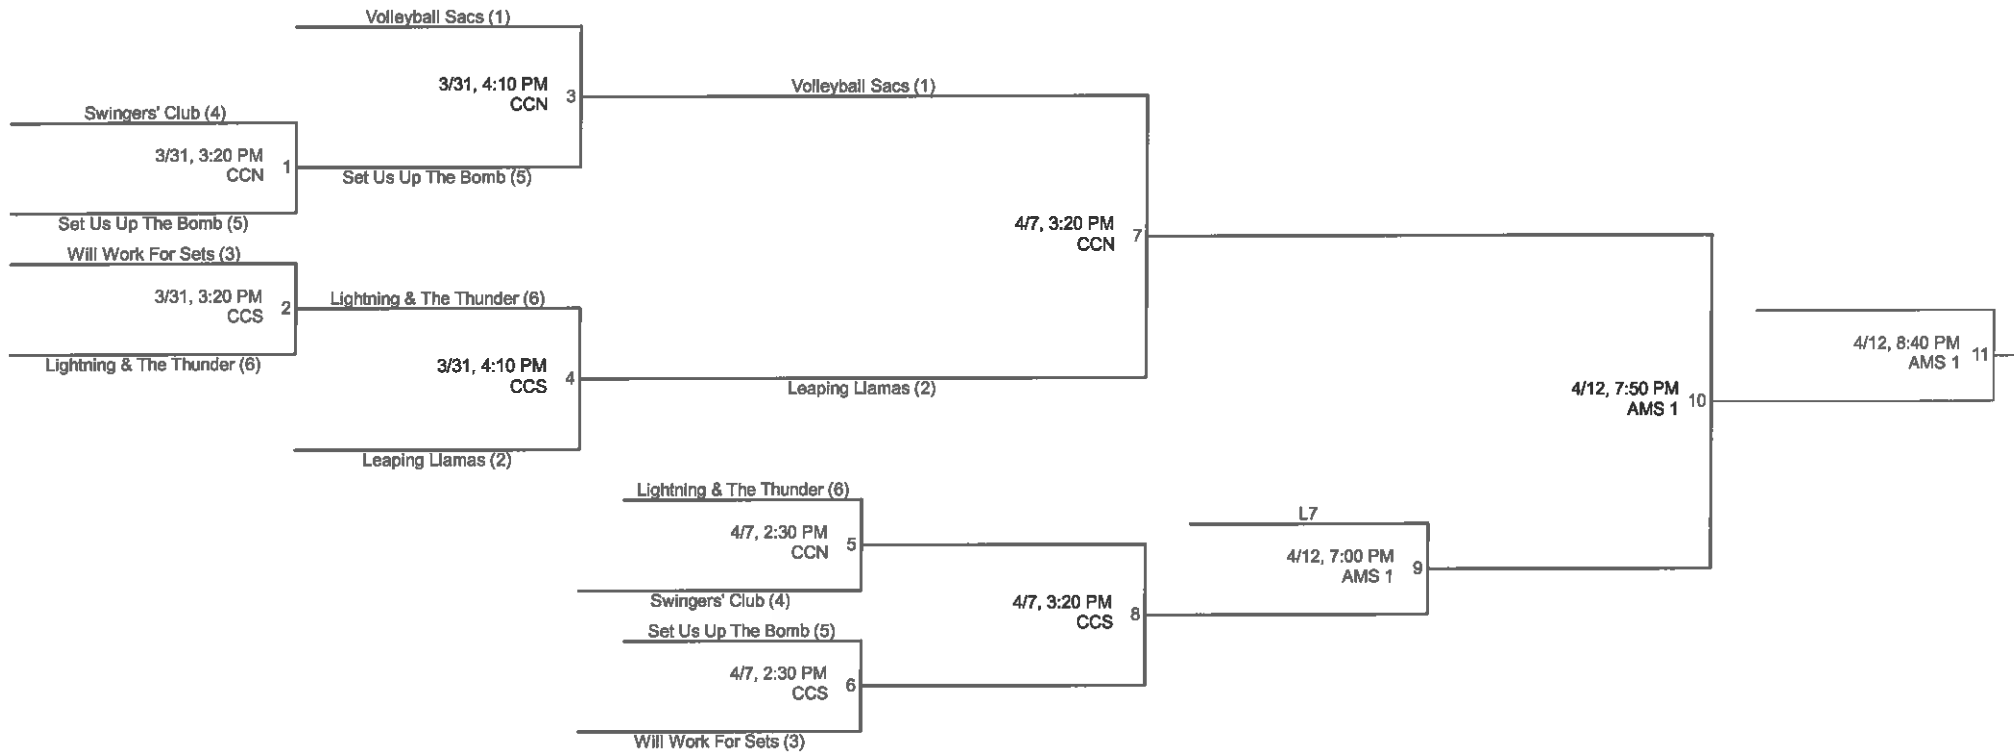 Volleyball Sacs (1)
3/31, 4:10 PM
CCN 3
Volleyball Sacs (1)
Swingers' Club (4)
3/31, 3:20 PM
CCN 1
Set Us Up The Bomb (5)
Set Us Up The Bomb (5)
Will Work For Sets (3)
3/31, 3:20 PM
CCS 2
Lightning & The Thunder (6)
Lightning & The Thunder (6)
3/31, 4:10 PM
CCS 4
Leaping Llamas (2)
Leaping Llamas (2)
4/7, 3:20 PM
CCN 7
4/12, 8:40 PM
AMS 1 11
4/12, 7:50 PM
AMS 1 10
Lightning & The Thunder (6)
4/7, 2:30 PM
CCN 5
Swingers' Club (4)
L7
4/12, 7:00 PM
AMS 1 9
4/7, 3:20 PM
CCS 8
Set Us Up The Bomb (5)
4/7, 2:30 PM
CCS 6
Will Work For Sets (3)